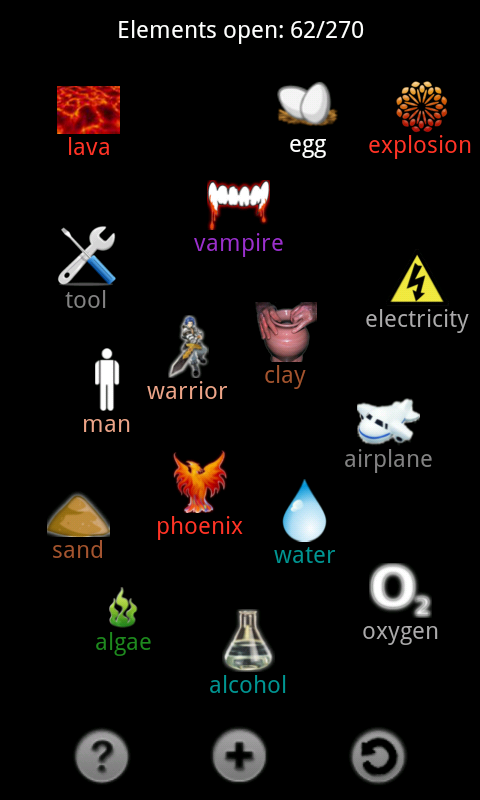 Elements open: 62/270
lava
egg
explosion
vampire
tool
electricity
clay
warrior
man
airplane
phoenix
sand
water
O2
oxygen
algae
alcohol
?
+